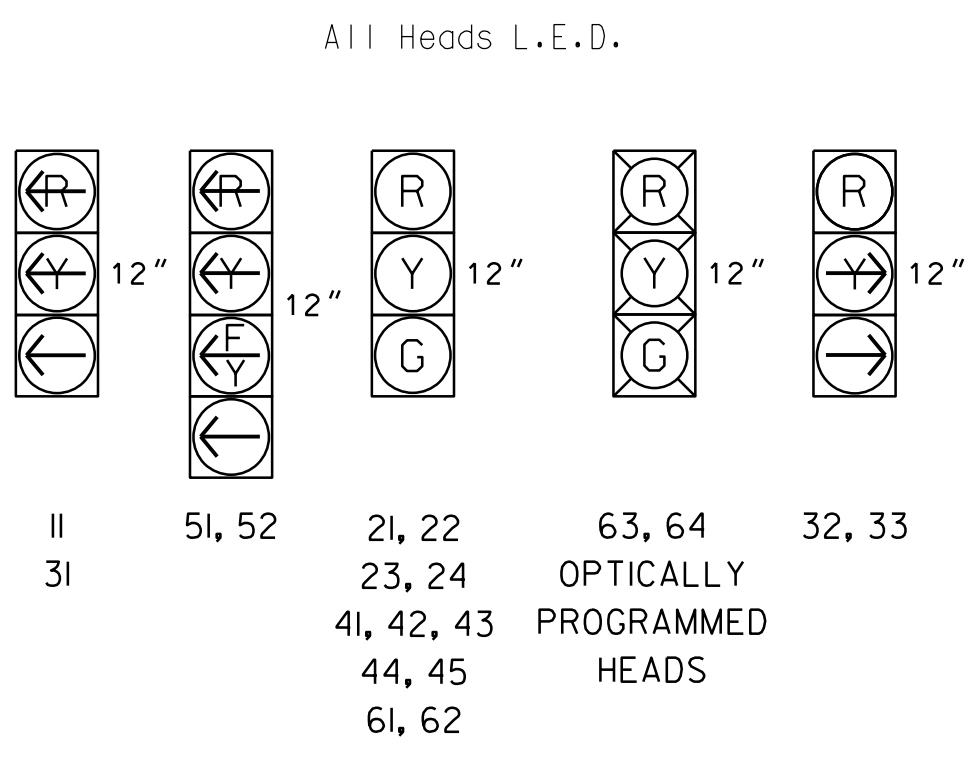 All Heads L.E.D.
R
Y
12"
R
Y
F
Y
12"
R
Y
G
12"
R
Y
G
12"
R
Y
12"
11
31
51, 52
21, 22
23, 24
41, 42, 43
44, 45
61, 62
63, 64
OPTICALLY
PROGRAMMED
HEADS
32, 33